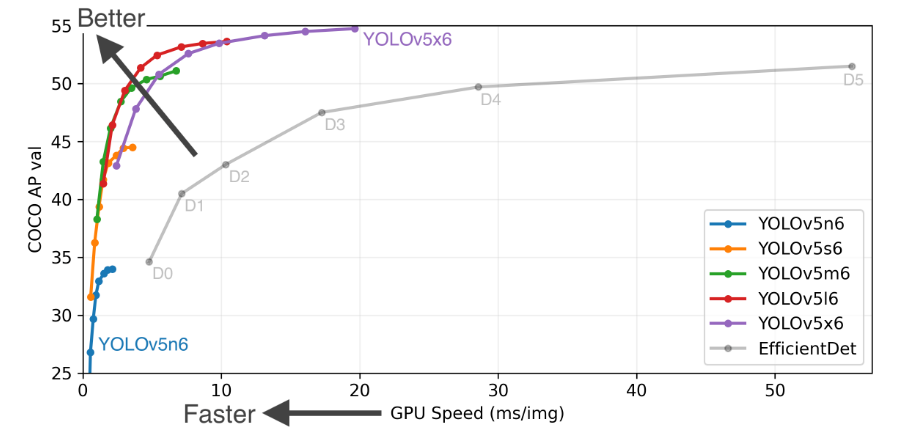 Better
55
50
45
40
35
30
25
COCO AP val
YOLOv5x6
D5
D4
D3
D2
D1
D0
YOLOv5n6
YOLOv5n6
YOLOv5s6
YOLOv5m6
YOLOv5l6
YOLOv5x6
EfficientDet
0 10 20 30 40 50
Faster GPU Speed (ms/img)